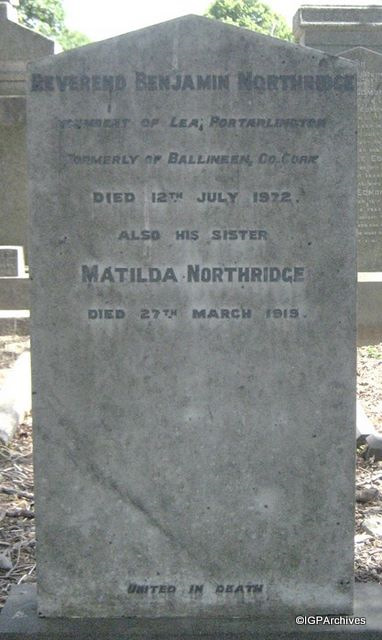 REVEREND BENJAMIN NORTHRIDGE
INCUMBENT OF LEA, PORTARLINGTON
FORMERLY OF BALLINEEN, CO. CORK
DIED 12TH JULY 1972.
ALSO HIS SISTER
MATILDA NORTHRIDGE
DIED 27TH MARCH 1919.
UNITED IN DEATH
©IGPArchives